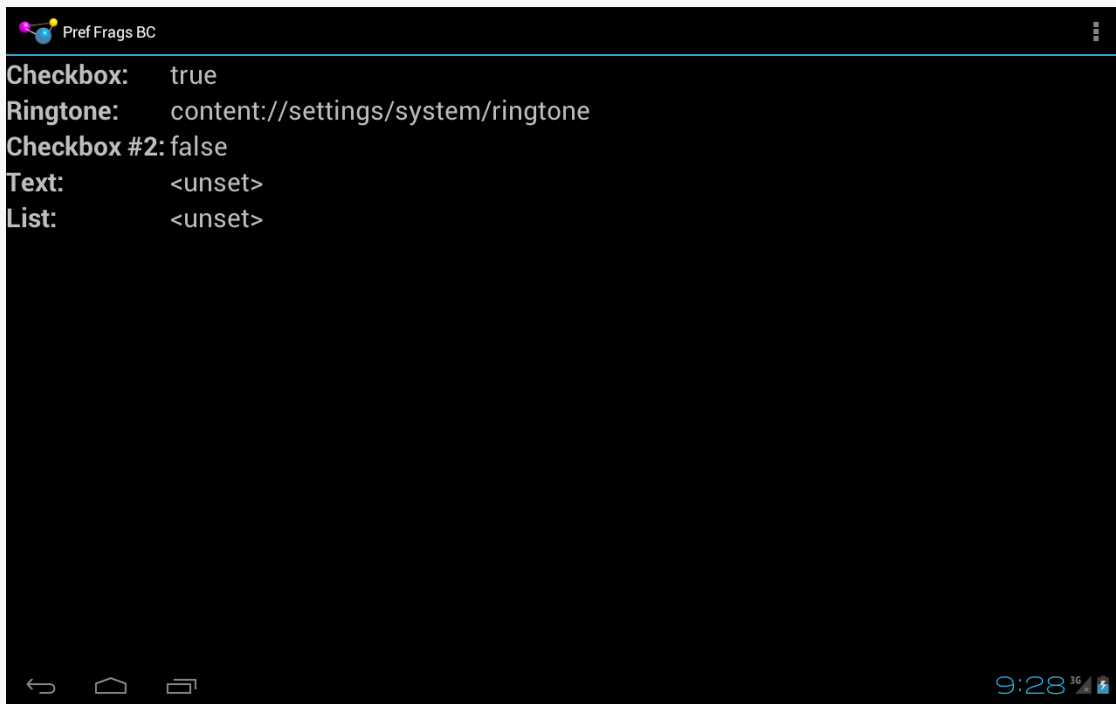 Pref Frags BC
Checkbox: true
Ringtone: content://settings/system/ringtone
Checkbox #2: false
Text: <unset>
List: <unset>
9:28 3G